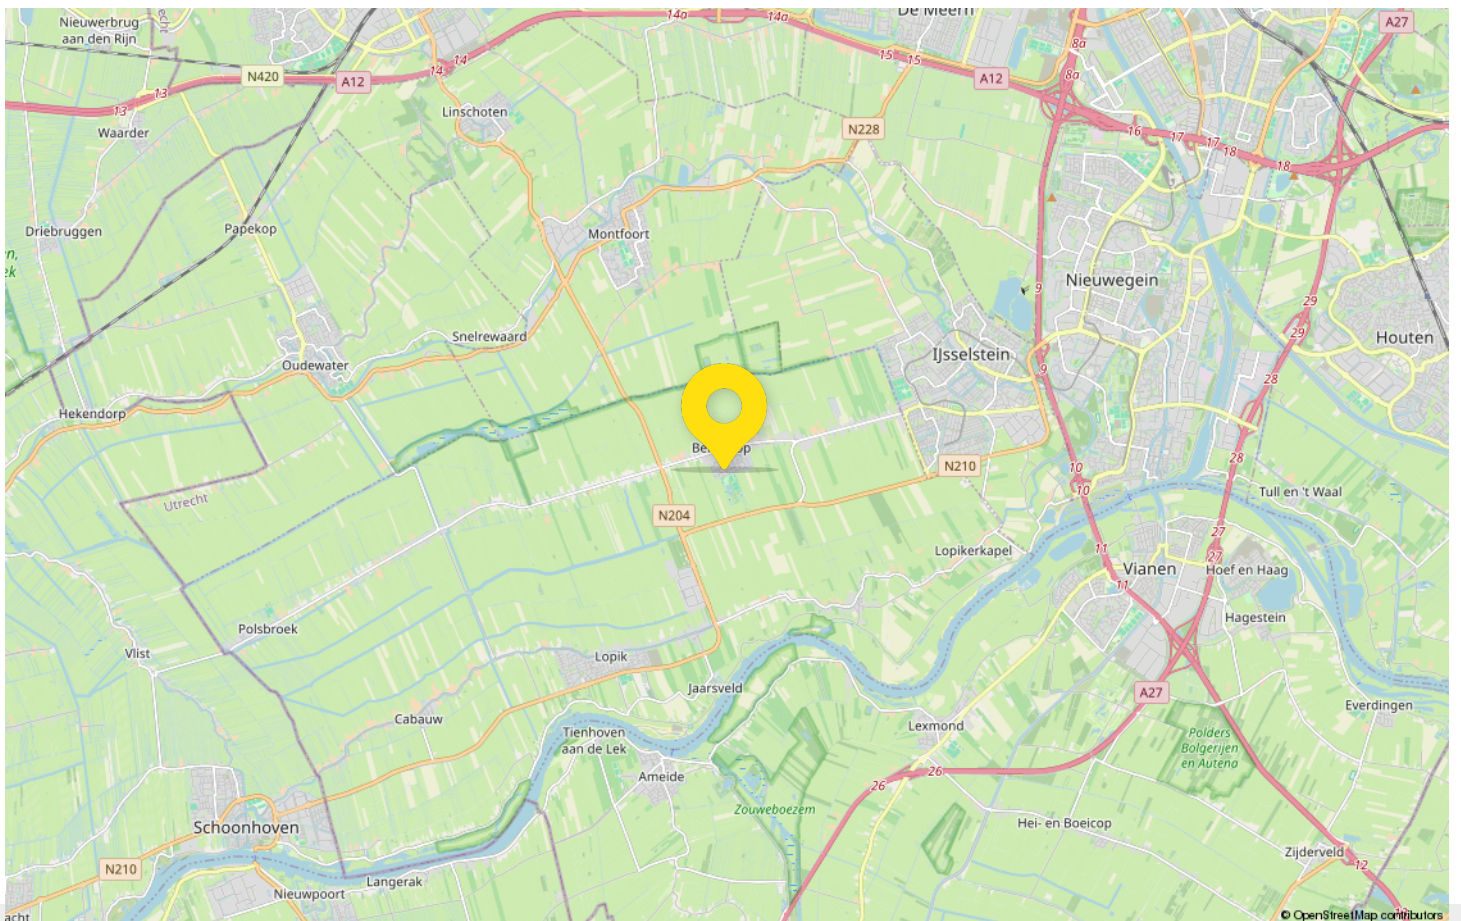 De Meern
Nieuwerbrug
aan den Rijn
14a
14a
A27
8a
15
15
14
14
N420
A12
A12
8a
13
13
Linschoten
Waarder
N228
16
17
17
18
18
Driebruggen
Papekop
Montfoort
Nieuwegein
9
29
29
Snelrewaard
IJsselstein
Houten
Oudewater
9
28
Hekendorp
28
N210
10
10
Utrecht
Tull en 't Waal
N204
27
27
Lopikerkapel
11
11
Vianen
Hoef en Haag
Hagestein
Polsbroek
Vlist
Lopik
Jaarsveld
A27
Cabauw
Everdingen
Lexmond
Tienhoven
aan de Lek
Polders
Bolgerijen
en Autena
Ameide
26
26
Zouweboezem
Hei- en Boeicop
Schoonhoven
Zijderveld
12
N210
Langerak
Nieuwpoort
© OpenStreetMap contributors